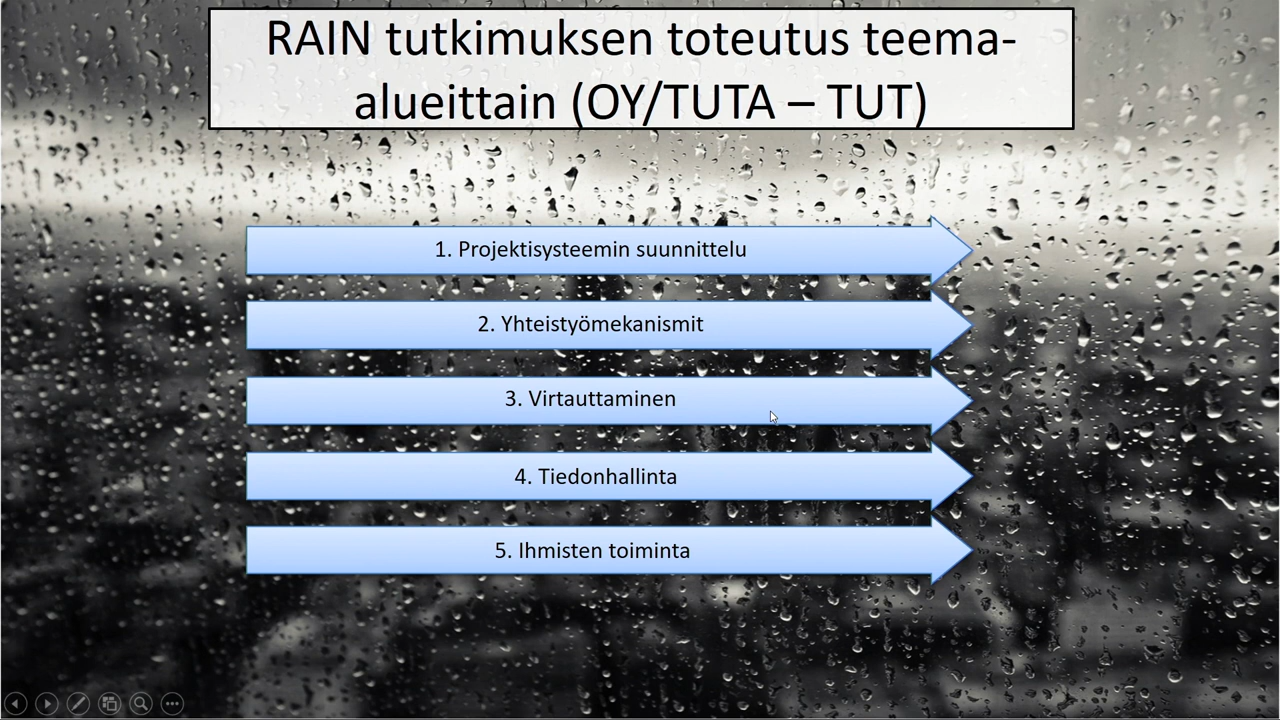 RAIN tutkimuksen toteutus teema-
alueittain (OY/TUTA – TUT)
1. Projektisysteemin suunnittelu
2. Yhteistyömekanismit
3. Virtauttaminen
4. Tiedonhallinta
5. Ihmisten toiminta